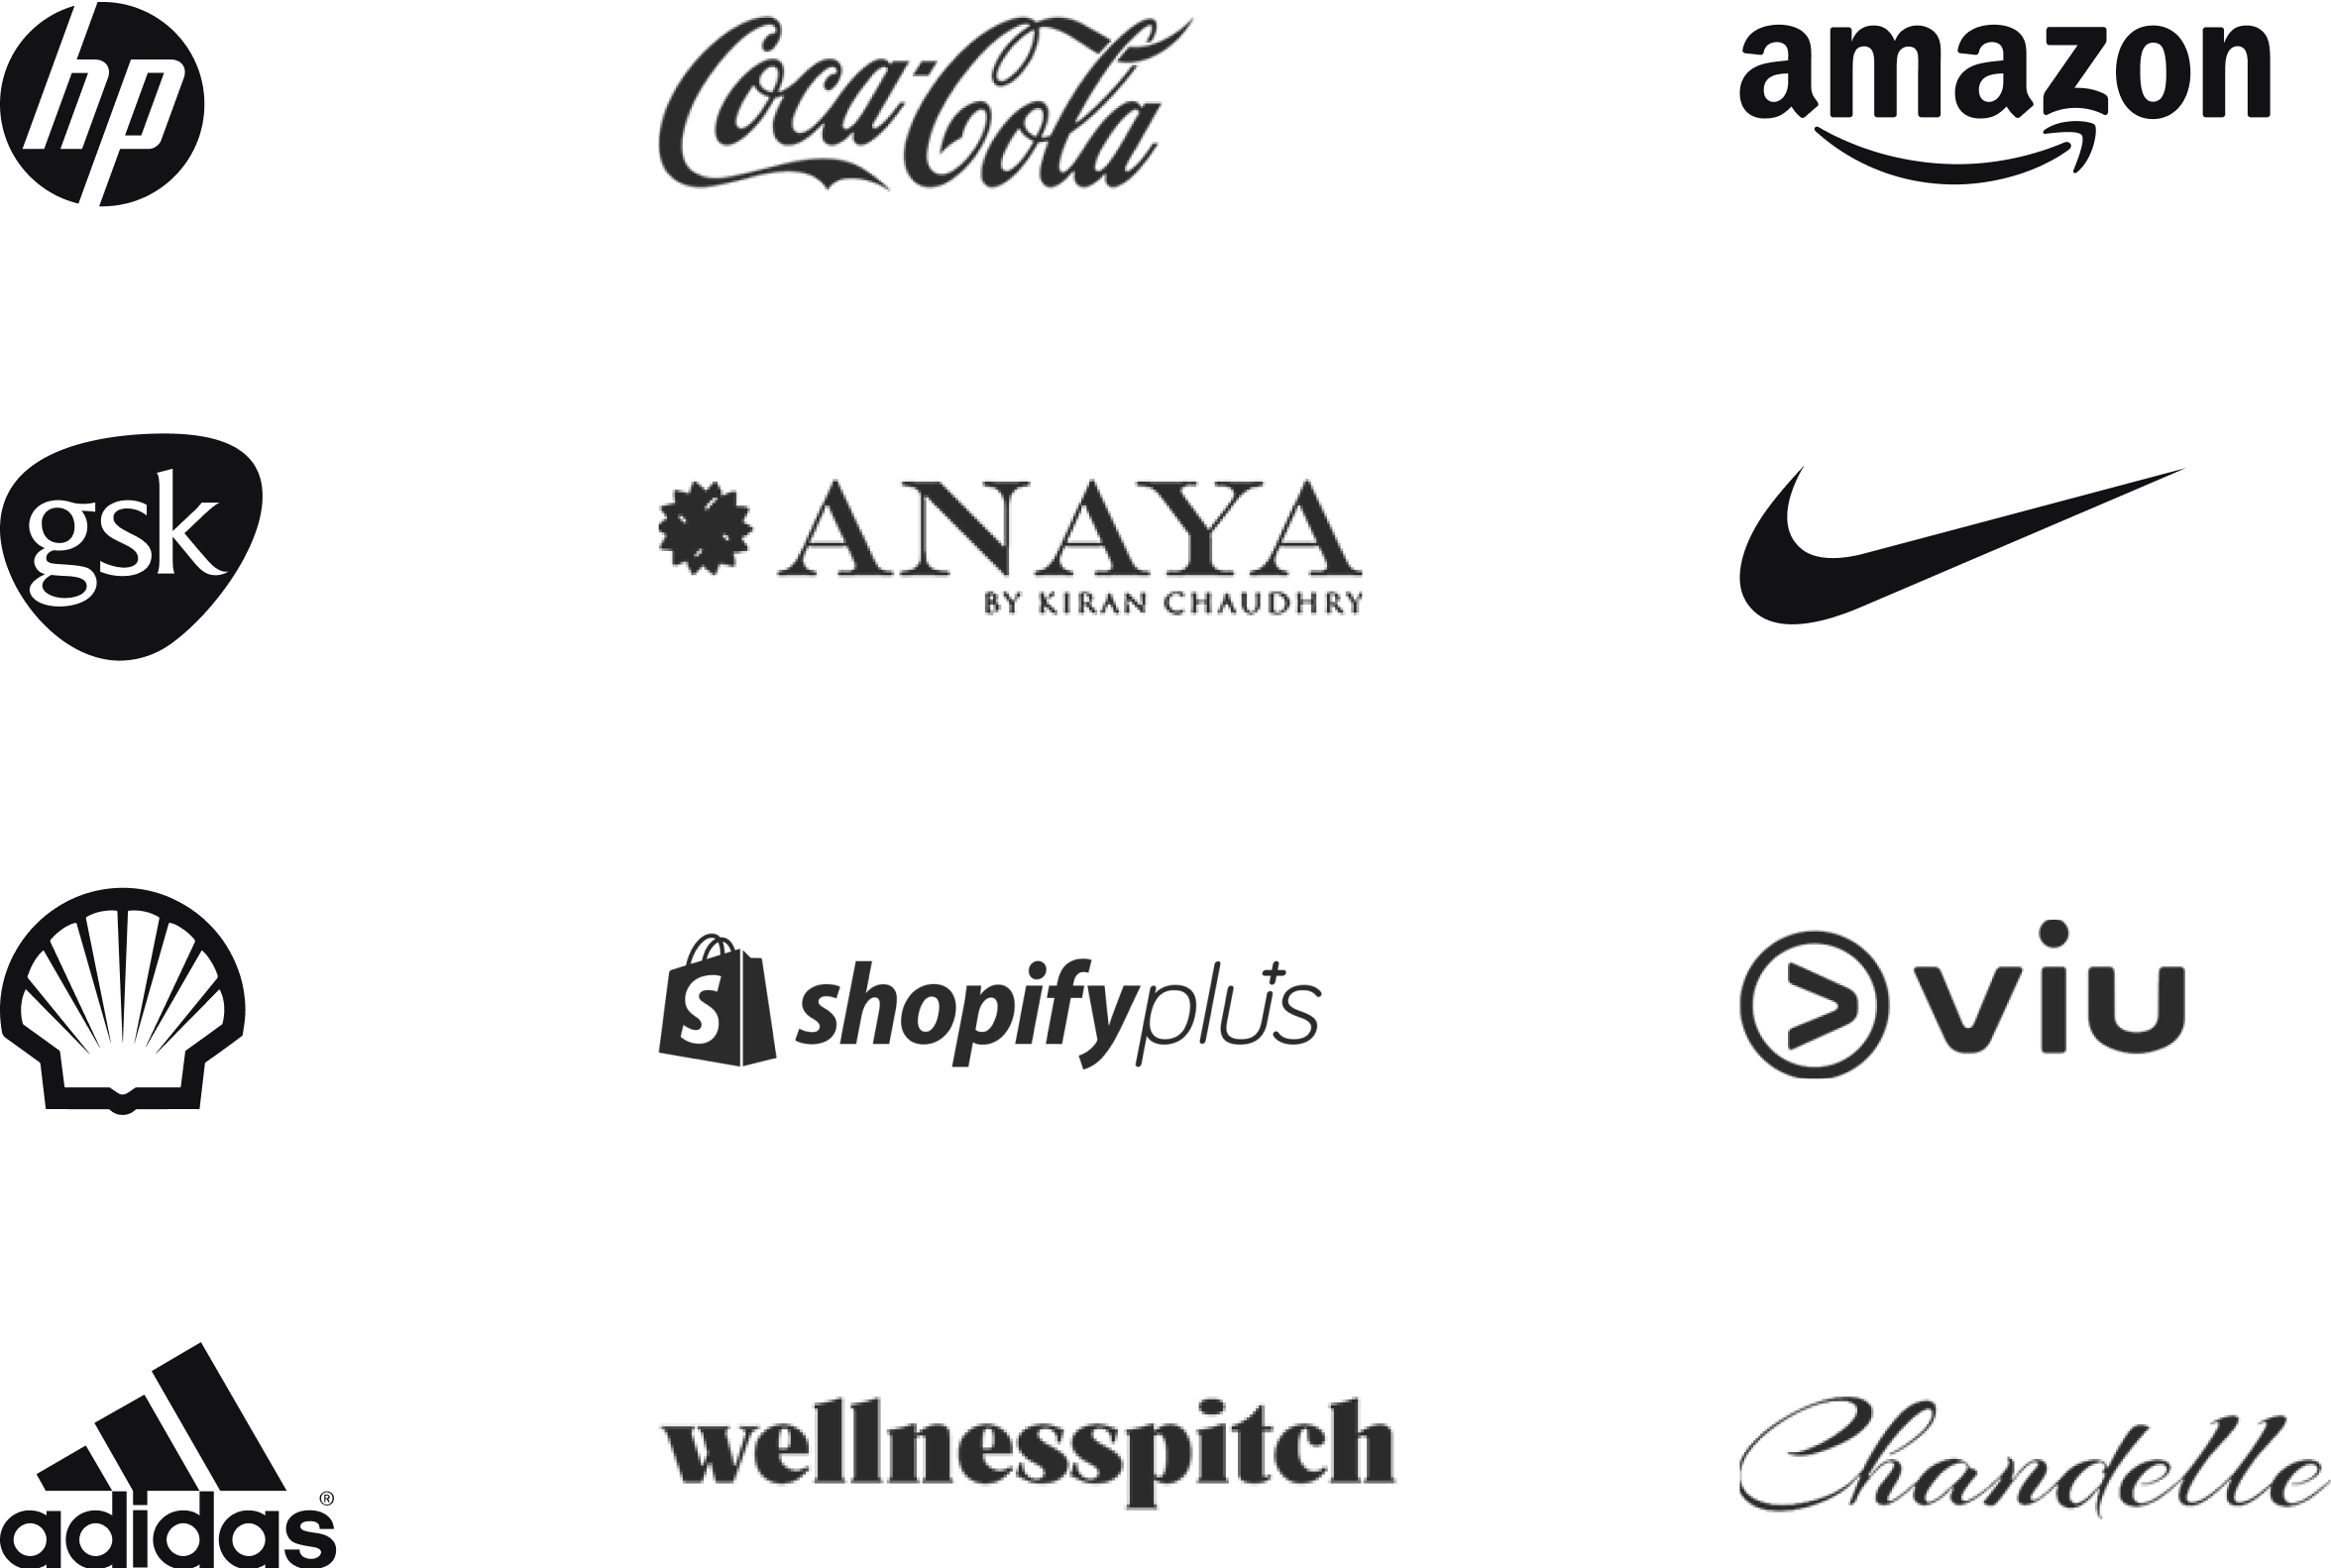 hp
Coca-Cola
amazon
gsk
ANAYA
BY KIRAN CHAUDHRY
shopifyplus
viu
adidas
®
wellnesspitch
Chandelle